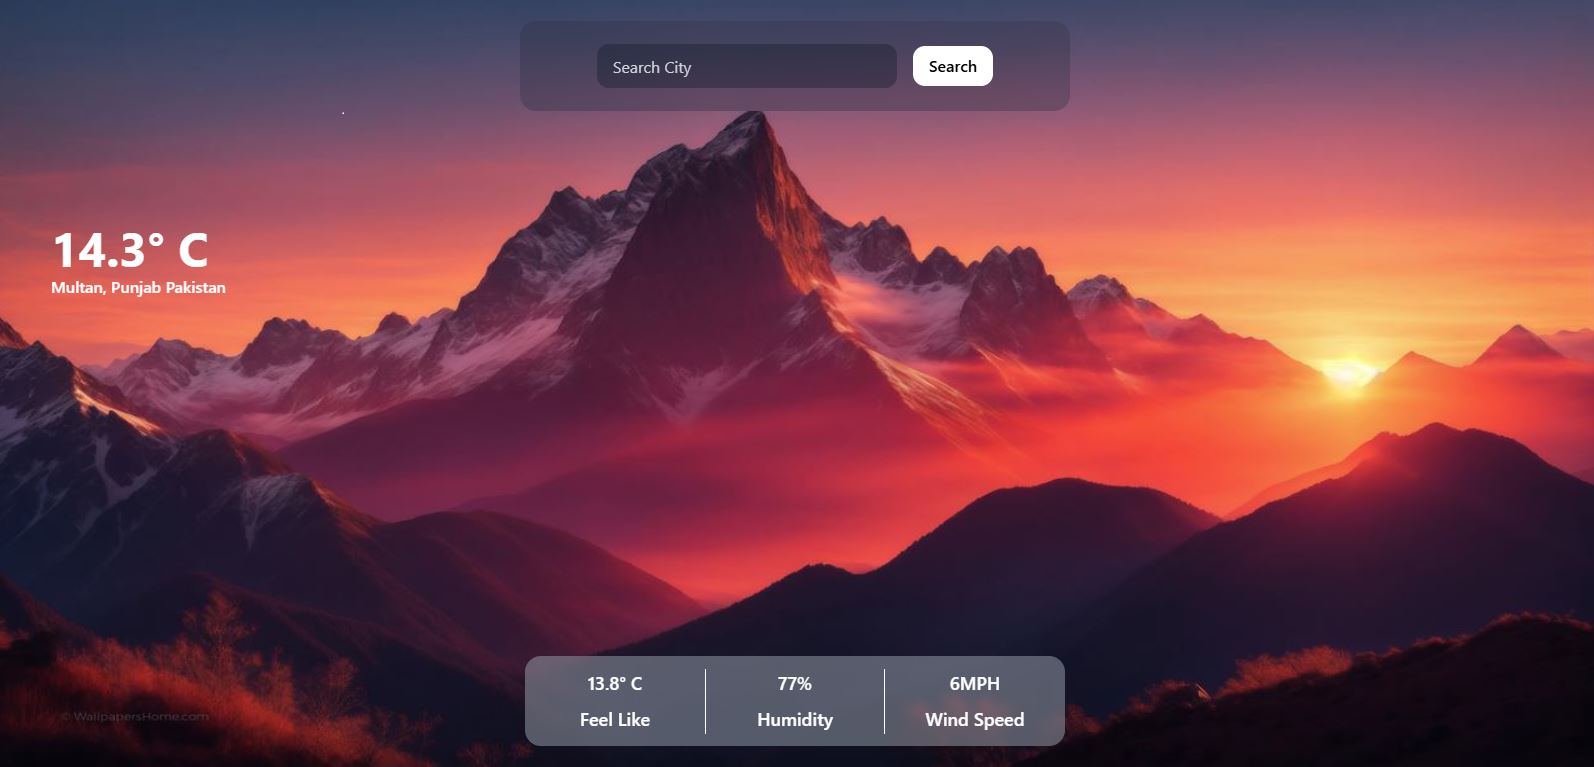 Search City
Search
14.3° C
Multan, Punjab Pakistan
13.8° C
Feel Like
77%
Humidity
6MPH
Wind Speed
© WallpapersHome.com